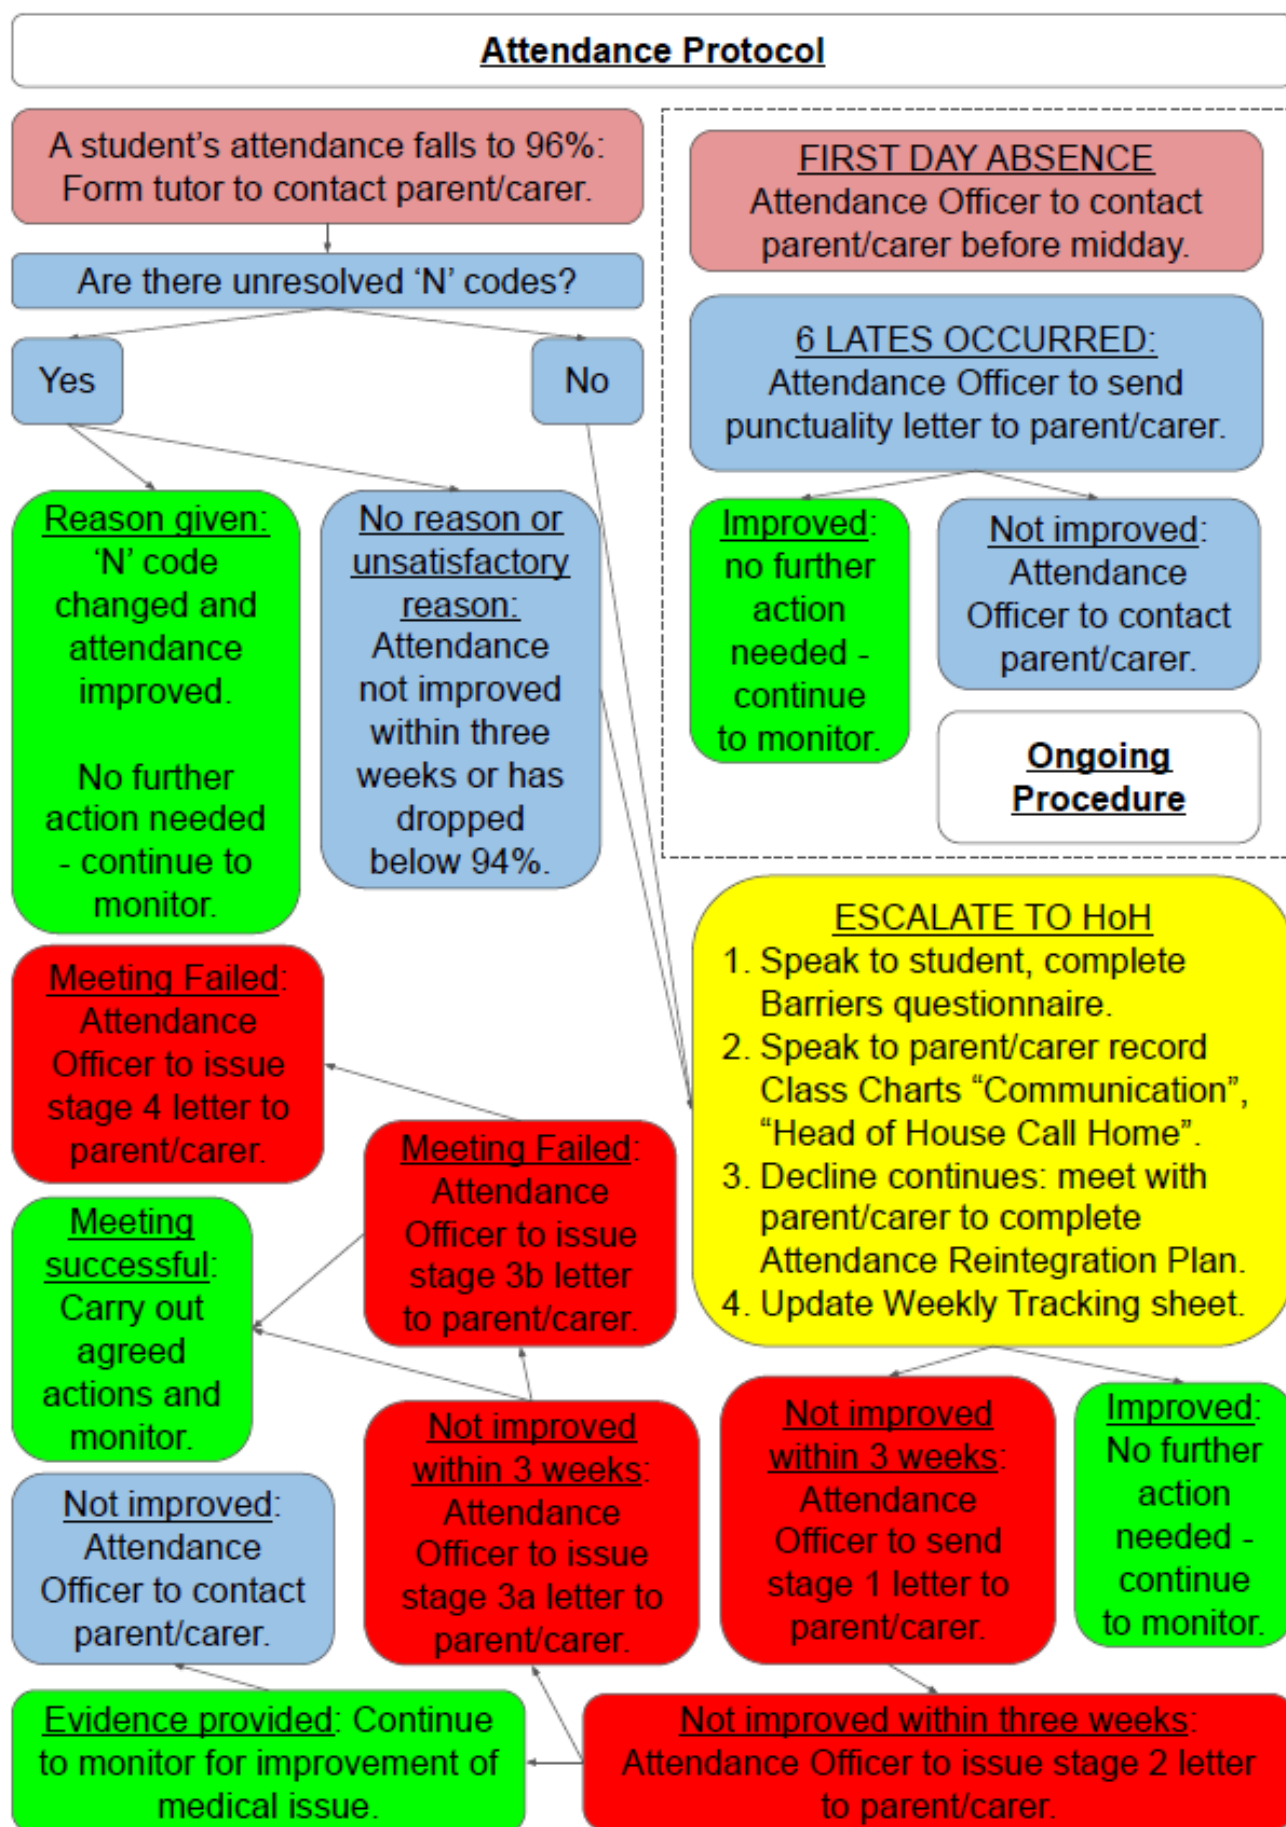 Attendance Protocol
A student’s attendance falls to 96%:
Form tutor to contact parent/carer.
Are there unresolved ‘N’ codes?
Yes
No
Reason given:
‘N’ code
changed and
attendance
improved.
No further
action needed
- continue to
monitor.
No reason or
unsatisfactory
reason:
Attendance
not improved
within three
weeks or has
dropped
below 94%.
FIRST DAY ABSENCE
Attendance Officer to contact
parent/carer before midday.
6 LATES OCCURRED:
Attendance Officer to send
punctuality letter to parent/carer.
Improved:
no further
action
needed -
continue
to monitor.
Not improved:
Attendance
Officer to contact
parent/carer.
Ongoing
Procedure
ESCALATE TO HoH
1. Speak to student, complete
Barriers questionnaire.
2. Speak to parent/carer record
Class Charts “Communication”,
“Head of House Call Home”.
3. Decline continues: meet with
parent/carer to complete
Attendance Reintegration Plan.
4. Update Weekly Tracking sheet.
Not improved
within 3 weeks:
Attendance
Officer to send
stage 1 letter to
parent/carer.
Improved:
No further
action
needed -
continue
to monitor.
Not improved within three weeks:
Attendance Officer to issue stage 2 letter
to parent/carer.
Evidence provided: Continue
to monitor for improvement of
medical issue.
Not improved:
Attendance
Officer to contact
parent/carer.
Not improved
within 3 weeks:
Attendance
Officer to issue
stage 3a letter to
parent/carer.
Meeting Failed:
Attendance
Officer to issue
stage 3b letter
to parent/carer.
Meeting successful:
Carry out
agreed
actions and
monitor.
Meeting Failed:
Attendance
Officer to issue
stage 4 letter to
parent/carer.